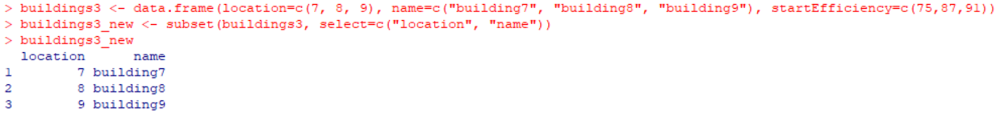 > buildings3 <- data.frame(location=c(7, 8, 9), name=c("building7", "building8", "building9"), startEfficiency=c(75,87,91))
> buildings3_new <- subset(buildings3, select=c("location", "name"))
> buildings3_new
  location      name
1        7 building7
2        8 building8
3        9 building9